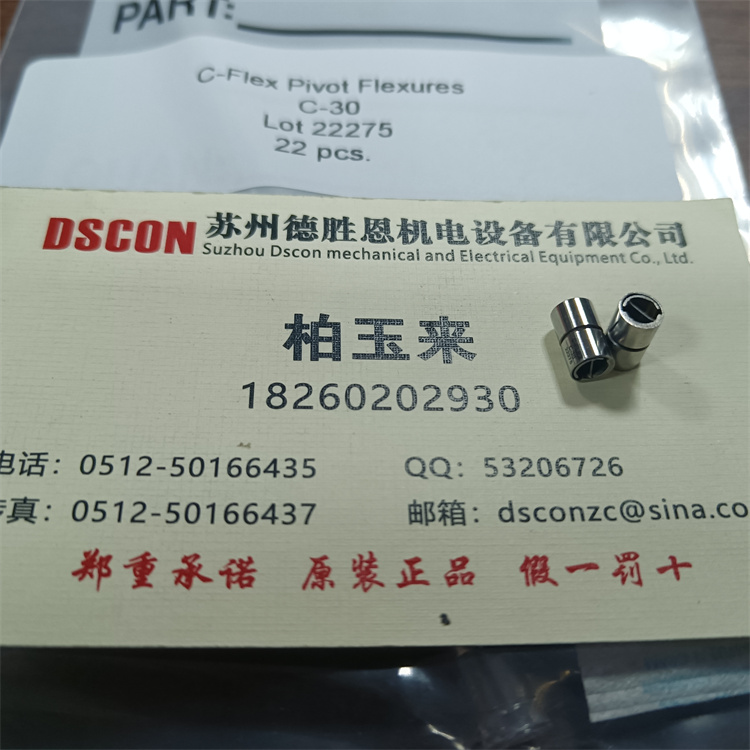 PART:
C-Flex Pivot Flexures
C-30
Lot 22275
22 pcs.
DSCON 苏州德胜恩机电设备有限公司
Suzhou Dscon mechanical and Electrical Equipment Co., Ltd.
柏玉来
18260202930
电话：0512-50166435 QQ：53206726
传真：0512-50166437 邮箱：dsconzc@sina.co
郑重承诺 原装正品 假一罚十